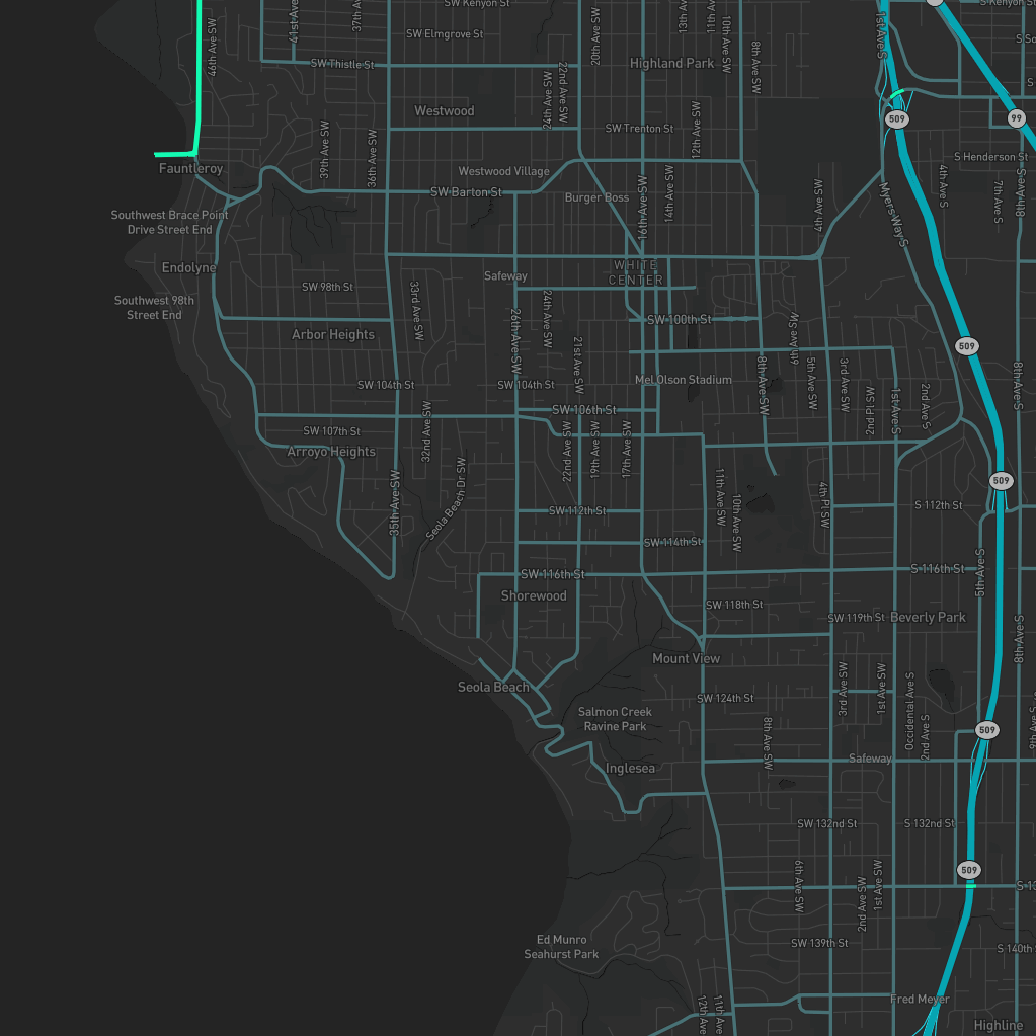 SW Kenyon St
S Kenyon St
41st Ave
37th Ave SW
46th Ave SW
SW Elmgrove St
20th Ave SW
13th Av
11th Av
10th Ave SW
8th Ave SW
1st Ave S
SW Thistle St
Highland Park
22nd Ave SW
24th Ave SW
Westwood
SW Trenton St
12th Ave SW
509
99
39th Ave SW
36th Ave SW
S Henderson St
Fauntleroy
Westwood Village
4th Ave S
7th Ave S
8th Ave S
SW Barton St
Burger Boss
16th Ave SW
14th Ave SW
4th Ave SW
Myers Way S
Southwest Brace Point
Drive Street End
Endolyne
WHITE
CENTER
Safeway
SW 98th St
Southwest 98th
Street End
33rd Ave SW
24th Ave SW
26th Ave SW
SW 100th St
Arbor Heights
21st Ave SW
5th Ave SW
3rd Ave SW
509
8th Ave SW
8th Ave S
Mel Olson Stadium
SW 104th St
SW 104th St
2nd Pl SW
1st Ave S
2nd Ave S
SW 106th St
32nd Ave SW
SW 107th St
Arroyo Heights
22nd Ave SW
19th Ave SW
17th Ave SW
35th Ave SW
Seola Beach Dr SW
11th Ave SW
10th Ave SW
4th Pl SW
509
S 112th St
SW 112th St
SW 114th St
SW 116th St
S 116th St
5th Ave S
Shorewood
SW 118th St
SW 119th St
Beverly Park
8th Ave S
Mount View
Seola Beach
SW 124th St
3rd Ave SW
1st Ave SW
Occidental Ave S
2nd Ave S
Salmon Creek
Ravine Park
8th Ave SW
509
Inglesea
Safeway
SW 132nd St
S 132nd St
6th Ave SW
2nd Ave SW
1st Ave SW
509
S 13
Ed Munro
Seahurst Park
SW 139th St
S 140th
Fred Meyer
12th Ave
11th Ave
Highline